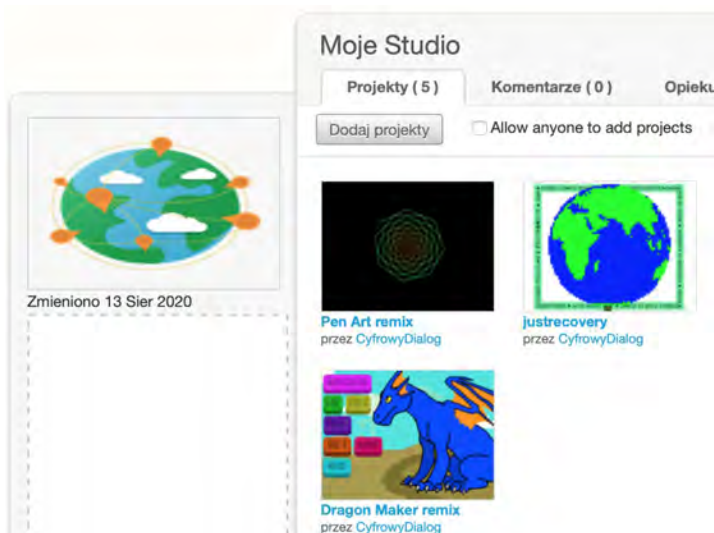 Moje Studio
Projekty ( 5 )
Komentarze ( 0 )
Opieku
Dodaj projekty
Allow anyone to add projects
Zmieniono 13 Sier 2020
Pen Art remix
przez CyfrowyDialog
justrecovery
przez CyfrowyDialog
Dragon Maker remix
przez CyfrowyDialog